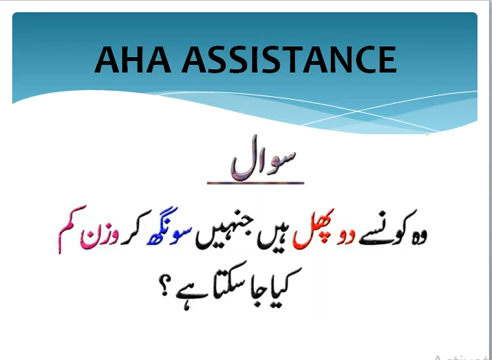 AHA ASSISTANCE
سوال
وہ کونسے دو پھل ہیں جنہیں سونگھ کر وزن کم
کیا جا سکتا ہے ؟